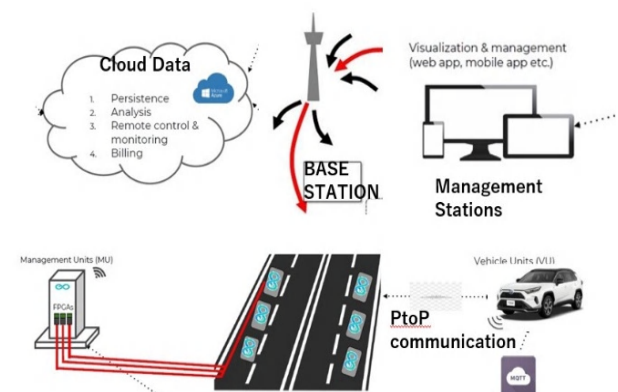 Cloud Data
1. Persistence
2. Analysis
3. Remote control &
monitoring
4. Billing
Microsoft
Azure
BASE
STATION
Visualization & management
(web app, mobile app etc.)
Management
Stations
Management Units (MU)
FPGAs
Vehicle Units (VU)
PtoP
communication
MQTT